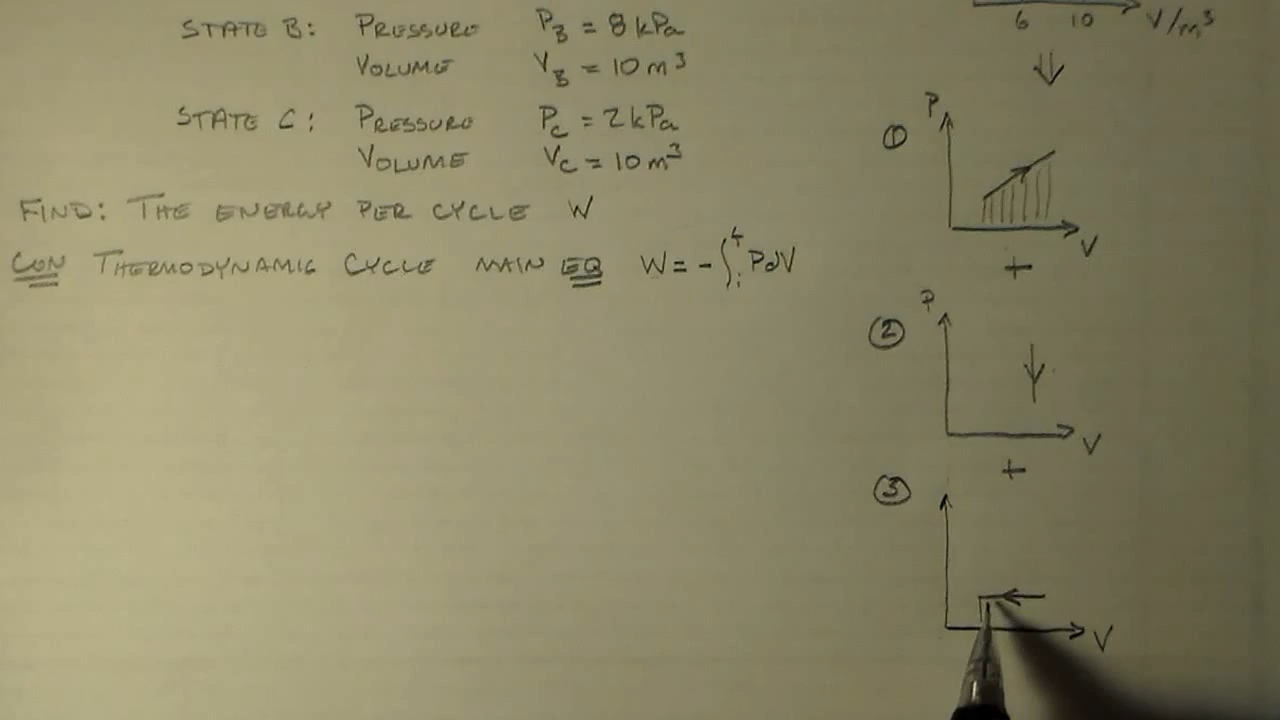 STATE B: PRESSURE P_B = 8 kPa
VOLUME V_B = 10 m³
STATE C: PRESSURE P_C = 2 kPa
VOLUME V_C = 10 m³
FIND: THE ENERGY PER CYCLE W
CON THERMODYNAMIC CYCLE MAIN EQ W = -∫_i^f PdV
6 10 V/m³
⇓
① P
V
+
② P
V
+
③
V